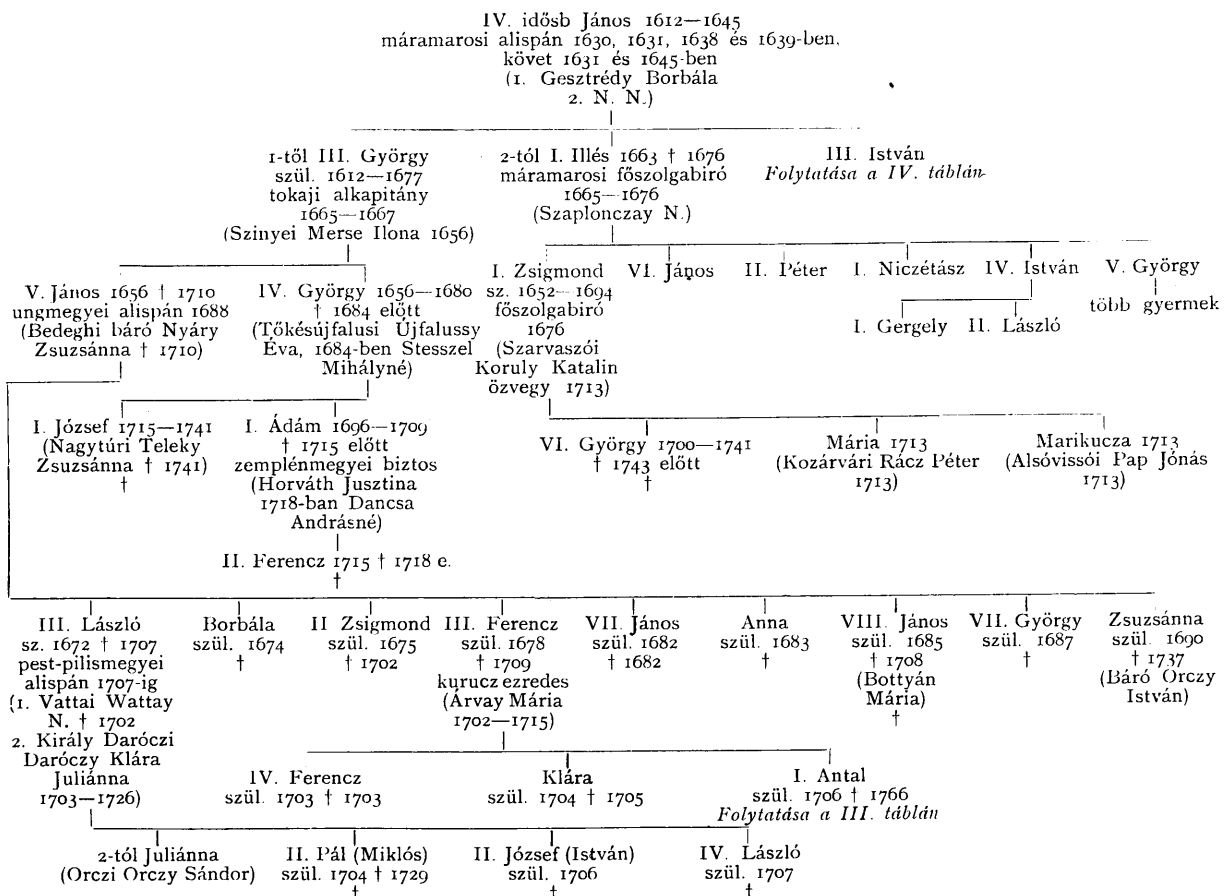 IV. idősb János 1612—1645
máramarosi alispán 1630, 1631, 1638 és 1639-ben,
követ 1631 és 1645-ben
(1. Gesztrédy Borbála
2. N. N.)
1-től III. György
szül. 1612—1677
tokaji alkapitány
1665—1667
(Szinyei Merse Ilona 1656)
2-tól I. Illés 1663 † 1676
máramarosi főszolgabiró
1665—1676
(Szaplonczay N.)
III. István
Folytatása a IV. táblán
V. János 1656 † 1710
ungmegyei alispán 1688
(Bedeghi báró Nyáry
Zsuzsánna † 1710)
IV. György 1656—1680
† 1684 előtt
(Tőkésújfalusi Újfalussy
Éva, 1684-ben Stesszel
Mihályné)
I. Zsigmond
sz. 1652—1694
főszolgabiró
1676
(Szarvaszói
Koruly Katalin
özvegy 1713)
VI. János
II. Péter
I. Niczétász
IV. István
V. György
több gyermek
I. Gergely
II. László
I. József 1715—1741
(Nagytúri Teleky
Zsuzsánna † 1741)
†
I. Ádám 1696—1709
† 1715 előtt
zemplénmegyei biztos
(Horváth Jusztina
1718-ban Dancsa
Andrásné)
VI. György 1700—1741
† 1743 előtt
†
Mária 1713
(Kozárvári Rácz Péter
1713)
Marikucza 1713
(Alsóvissói Pap Jónás
1713)
II. Ferencz 1715 † 1718 e.
†
III. László
sz. 1672 † 1707
pest-pilismegyei
alispán 1707-ig
(1. Vattai Wattay
N. † 1702
2. Király Daróczi
Daróczy Klára
Juliánna
1703—1726)
Borbála
szül. 1674
†
II Zsigmond
szül. 1675
† 1702
III. Ferencz
szül. 1678
† 1709
kurucz ezredes
(Árvay Mária
1702—1715)
VII. János
szül. 1682
† 1682
Anna
szül. 1683
†
VIII. János
szül. 1685
† 1708
(Bottyán
Mária)
†
VII. György
szül. 1687
†
Zsuzsánna
szül. 1690
† 1737
(Báró Orczy
István)
IV. Ferencz
szül. 1703 † 1703
Klára
szül. 1704 † 1705
I. Antal
szül. 1706 † 1766
Folytatása a III. táblán
2-tól Juliánna
(Orczi Orczy Sándor)
II. Pál (Miklós)
szül. 1704 † 1729
†
II. József (István)
szül. 1706
†
IV. László
szül. 1707
†